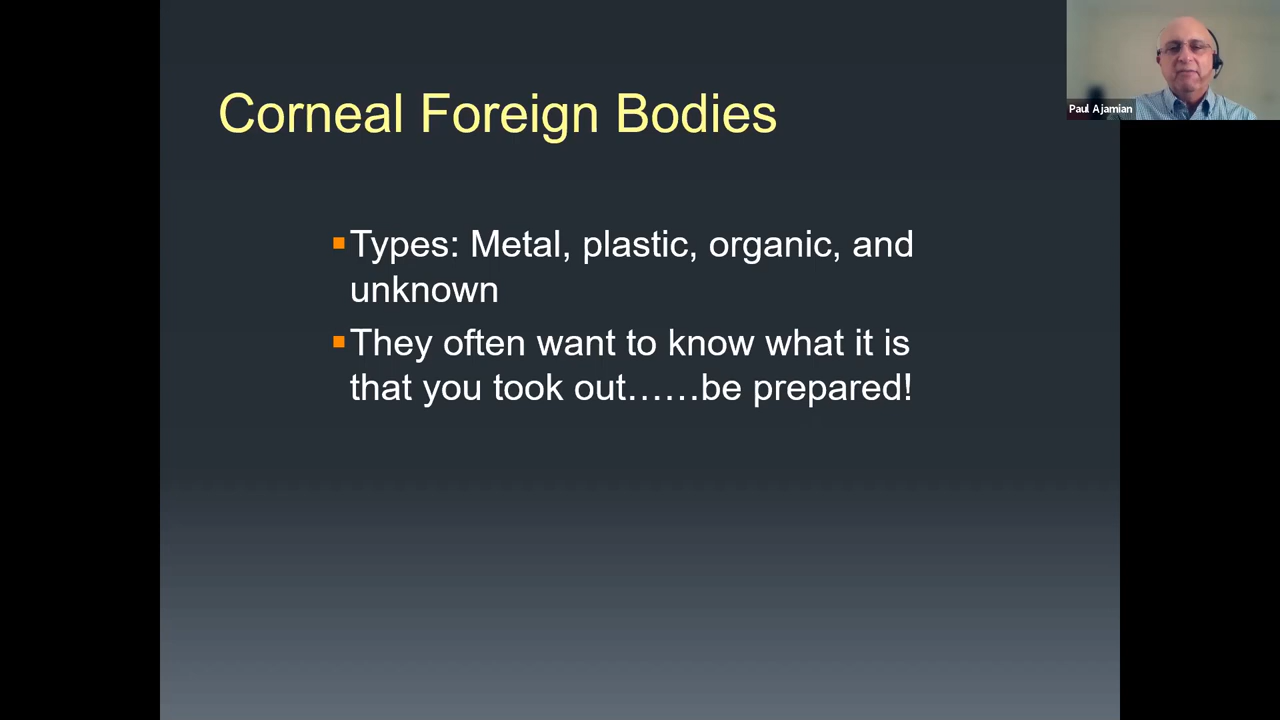 Corneal Foreign Bodies
Paul Ajamian
Types: Metal, plastic, organic, and
unknown
They often want to know what it is
that you took out……be prepared!